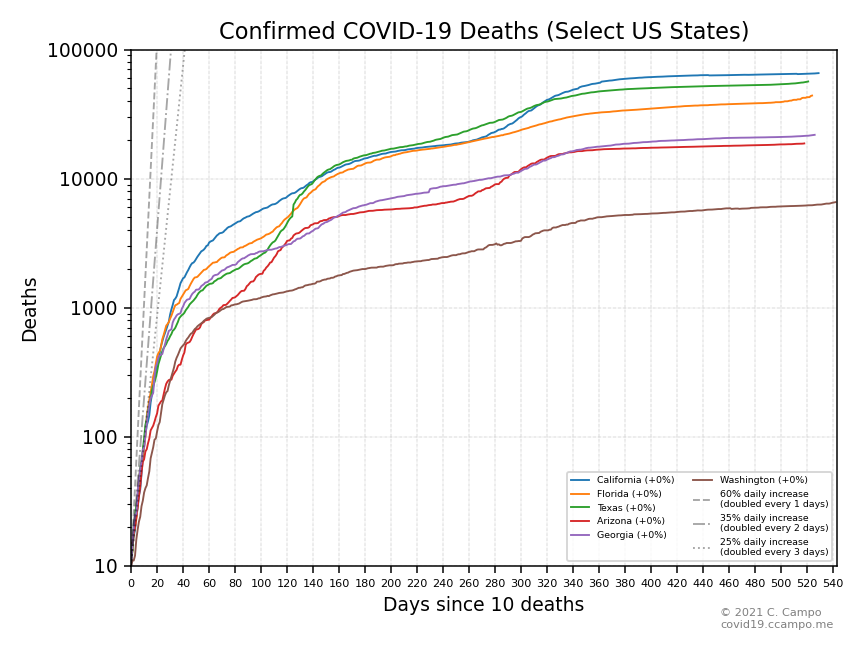 Confirmed COVID-19 Deaths (Select US States)
100000
10000
1000
100
10
Deaths
0 20 40 60 80 100 120 140 160 180 200 220 240 260 280 300 320 340 360 380 400 420 440 460 480 500 520 540
Days since 10 deaths
California (+0%)
Florida (+0%)
Texas (+0%)
Arizona (+0%)
Georgia (+0%)
Washington (+0%)
60% daily increase
(doubled every 1 days)
35% daily increase
(doubled every 2 days)
25% daily increase
(doubled every 3 days)
© 2021 C. Campo
covid19.ccampo.me